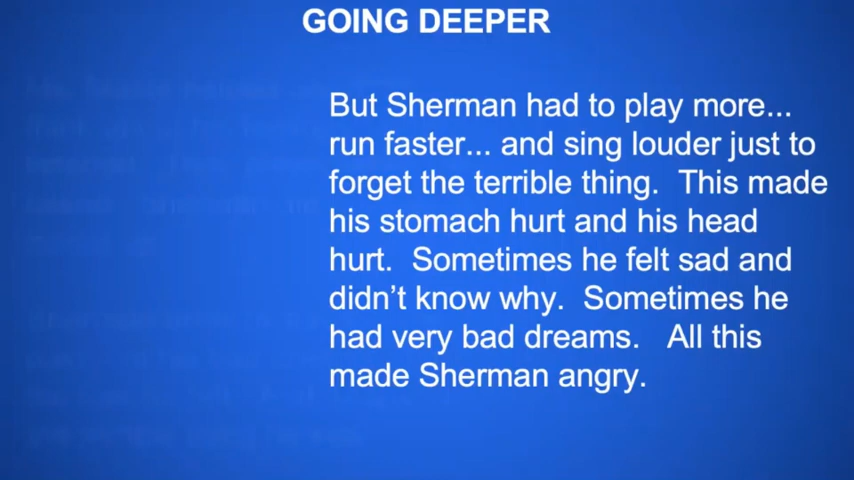 GOING DEEPER
But Sherman had to play more...
run faster... and sing louder just to
forget the terrible thing.  This made
his stomach hurt and his head
hurt.  Sometimes he felt sad and
didn't know why.  Sometimes he
had very bad dreams.   All this
made Sherman angry.